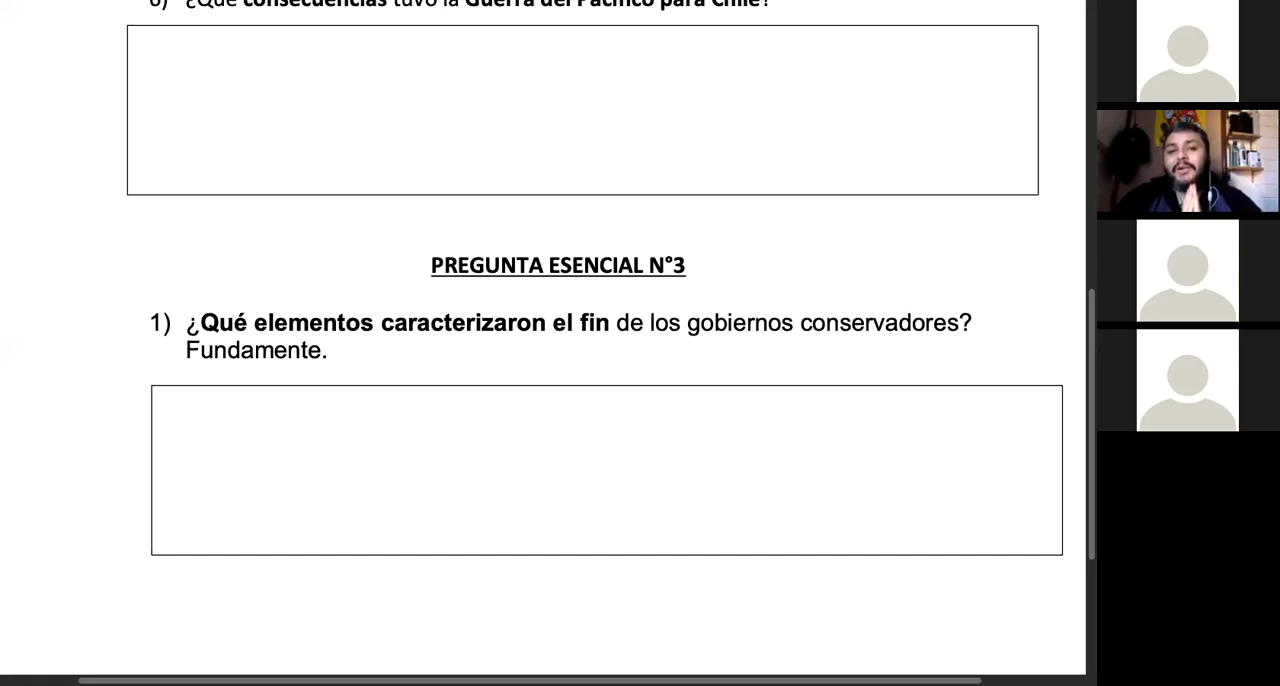 6) ¿Qué consecuencias tuvo la Guerra del Pacífico para Chile?
PREGUNTA ESENCIAL N°3
1) ¿Qué elementos caracterizaron el fin de los gobiernos conservadores?
Fundamente.